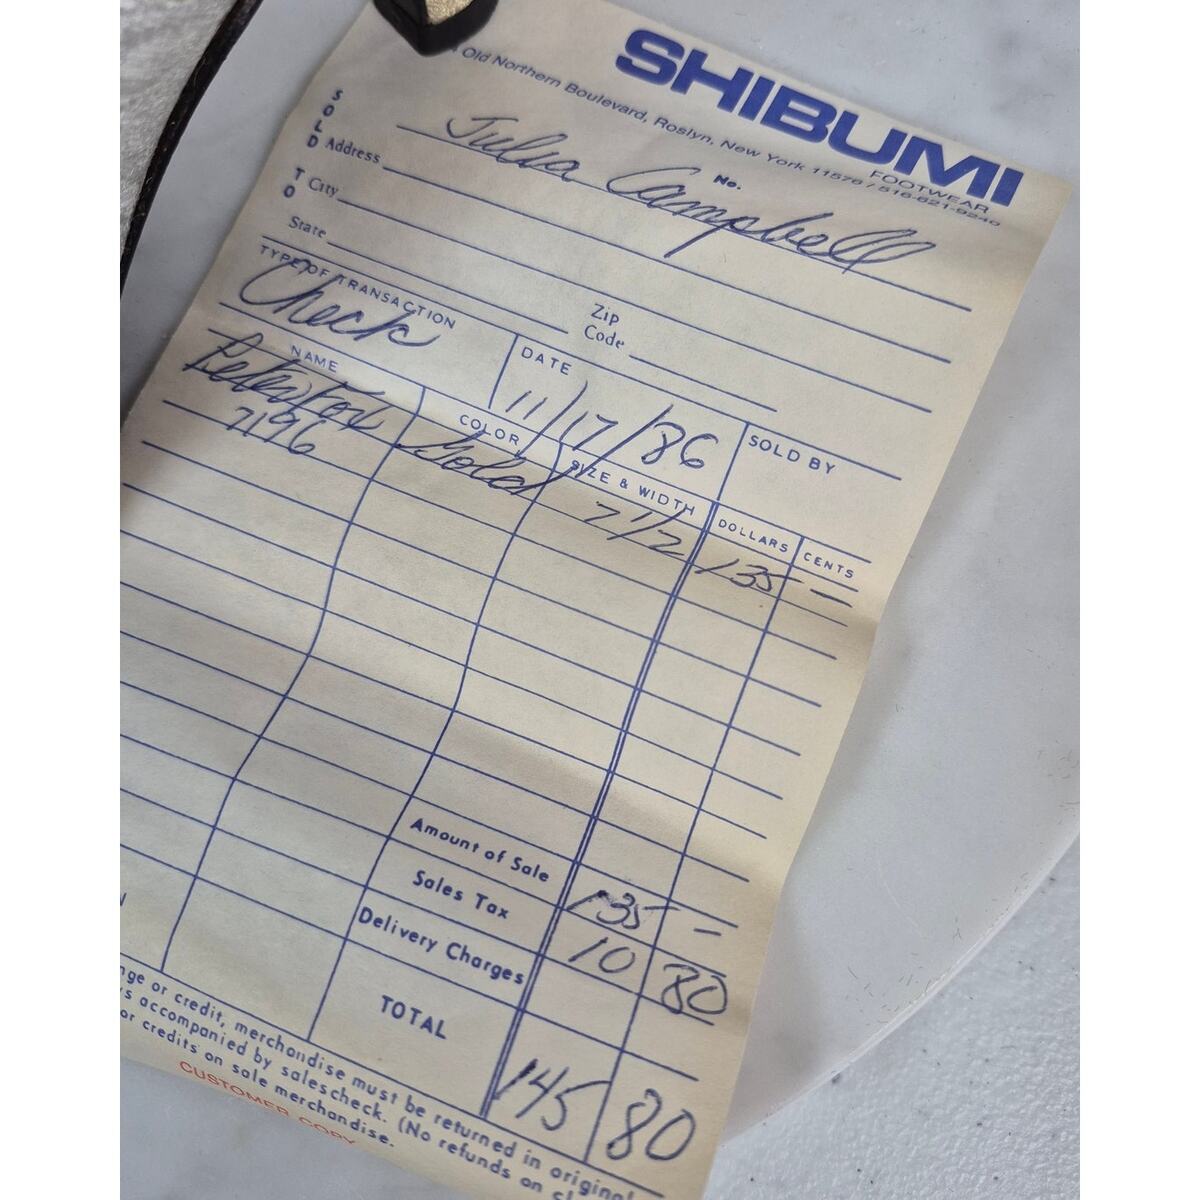 SHIBUMI
FOOTWEAR
Old Northern Boulevard, Roslyn, New York 11576 / 516-621-9240
No.
SOLD TO
Julia Campbell
Address
City
State
Zip Code
TYPE OF TRANSACTION
Check
DATE
11/17/86
SOLD BY
NAME COLOR SIZE & WIDTH DOLLARS CENTS
Gold 7 1/2 135 —
7196
Amount of Sale 135 —
Sales Tax 10 80
Delivery Charges
TOTAL 145 80
or credit, merchandise must be returned in original
accompanied by salescheck. (No refunds on
or credits on sale merchandise.
CUSTOMER COPY